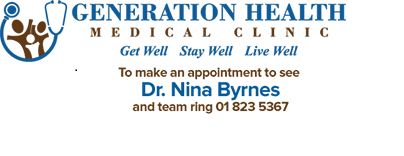 GENERATION HEALTH
MEDICAL CLINIC
Get Well Stay Well Live Well
To make an appointment to see
Dr. Nina Byrnes
and team ring 01 823 5367